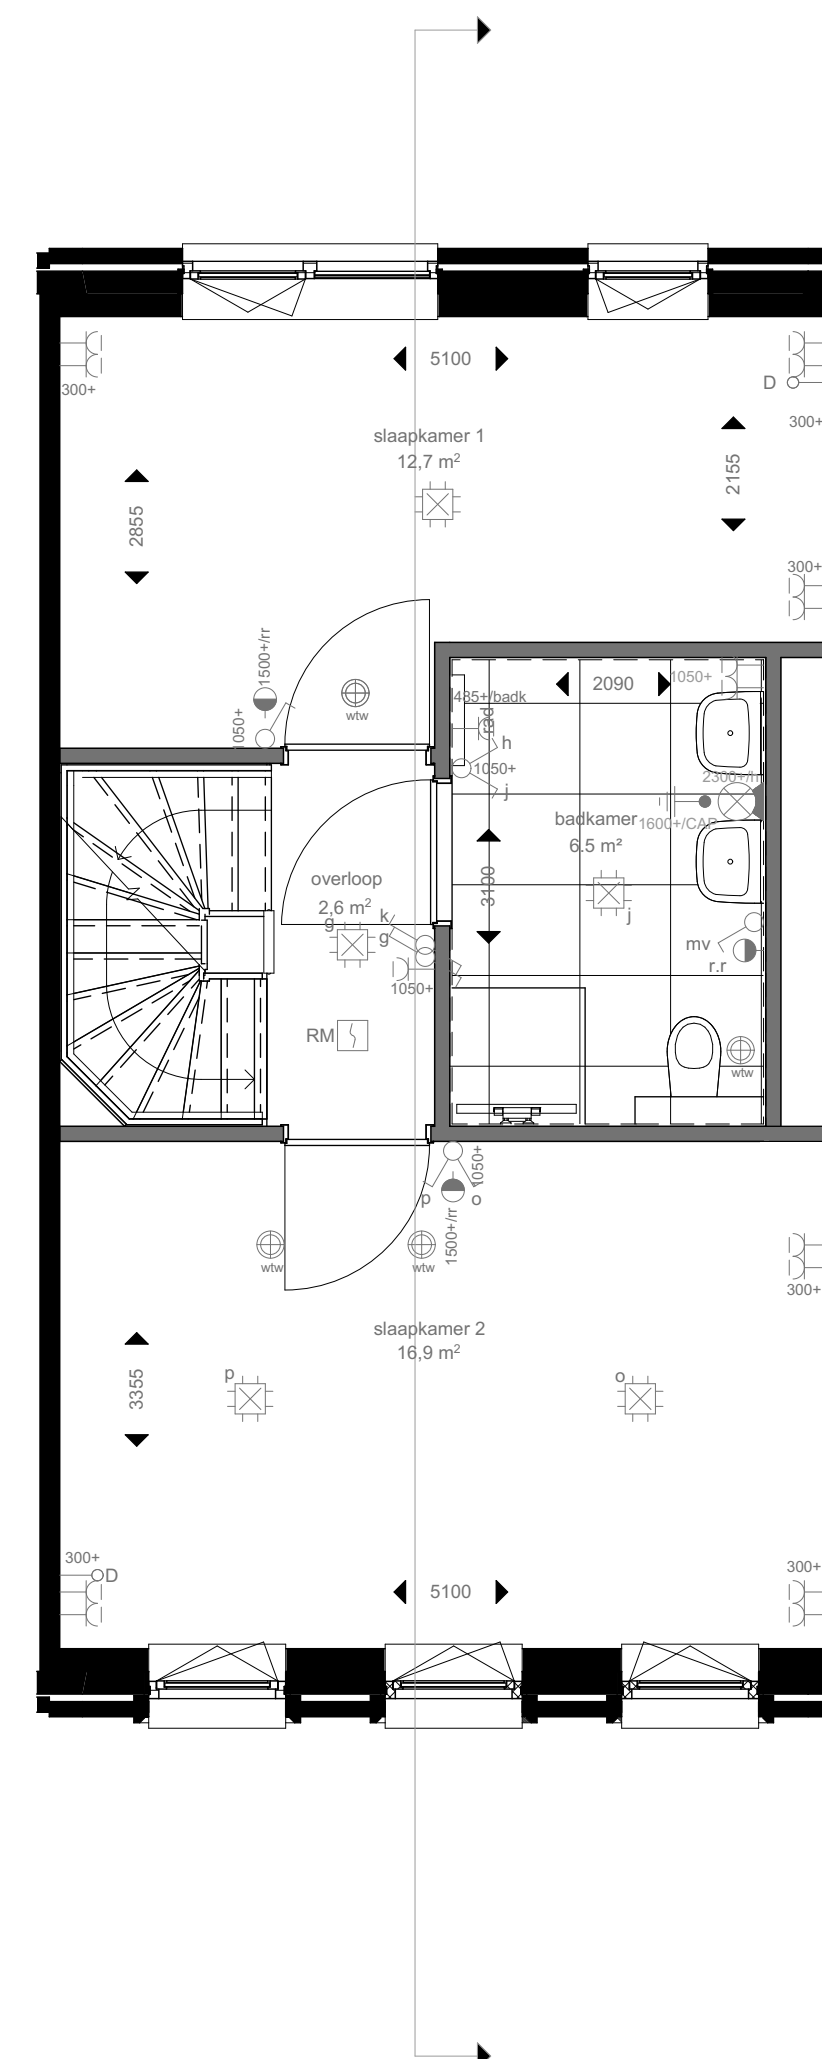 5100
300+
D
300+
slaapkamer 1
12,7 m²
2155
2855
300+
1500+/rr
1050+
wtw
2090
1050+
485+/badk
rad
h
1050+
j
2300+/h
1600+/CAP
badkamer
6.5 m²
3100
j
overloop
2,6 m²
g
k
g
1050+
mv
r.r
RM
wtw
1050+
p
o
1500+/rr
wtw
wtw
300+
slaapkamer 2
16,9 m²
p
o
3355
300+
D
300+
5100